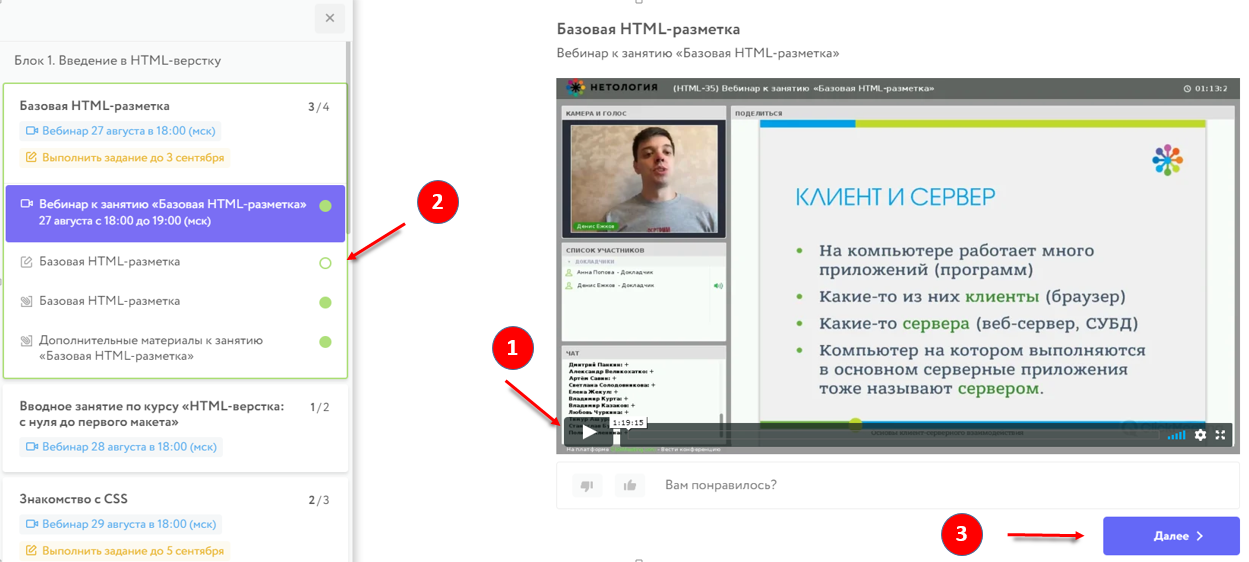 ×
Блок 1. Введение в HTML-верстку
Базовая HTML-разметка
3/4
Вебинар 27 августа в 18:00 (мск)
Выполнить задание до 3 сентября
Вебинар к занятию «Базовая HTML-разметка»
27 августа с 18:00 до 19:00 (мск)
Базовая HTML-разметка
Базовая HTML-разметка
Дополнительные материалы к занятию
«Базовая HTML-разметка»
Вводное занятие по курсу «HTML-верстка:
с нуля до первого макета»
1/2
Вебинар 28 августа в 18:00 (мск)
Знакомство с CSS
2/3
Вебинар 29 августа в 18:00 (мск)
Выполнить задание до 5 сентября
2
1
Базовая HTML-разметка
Вебинар к занятию «Базовая HTML-разметка»
НЕТОЛОГИЯ
(HTML-35) Вебинар к занятию «Базовая HTML-разметка»
01:13:2
КАМЕРА И ГОЛОС
Денис Ежков
СПИСОК УЧАСТНИКОВ
ДОКЛАДЧИКИ
Анна Попова - Докладчик
Денис Ежков - Докладчик
ЧАТ
Дмитрий Панкин: +
Александр Великохатко: +
Артём Савин: +
Светлана Солодовникова: +
Елена Жекул: +
Владимир Курта: +
Владимир Казаков: +
Любовь Чуркина: +
1:19:15
На платформе
- Вести конференцию
ПОДЕЛИТЬСЯ
КЛИЕНТ И СЕРВЕР
• На компьютере работает много
приложений (программ)
• Какие-то из них клиенты (браузер)
• Какие-то сервера (веб-сервер, СУБД)
• Компьютер на котором выполняются
в основном серверные приложения
тоже называют сервером.
Основы клиент серверного взаимодействия
Вам понравилось?
3
Далее